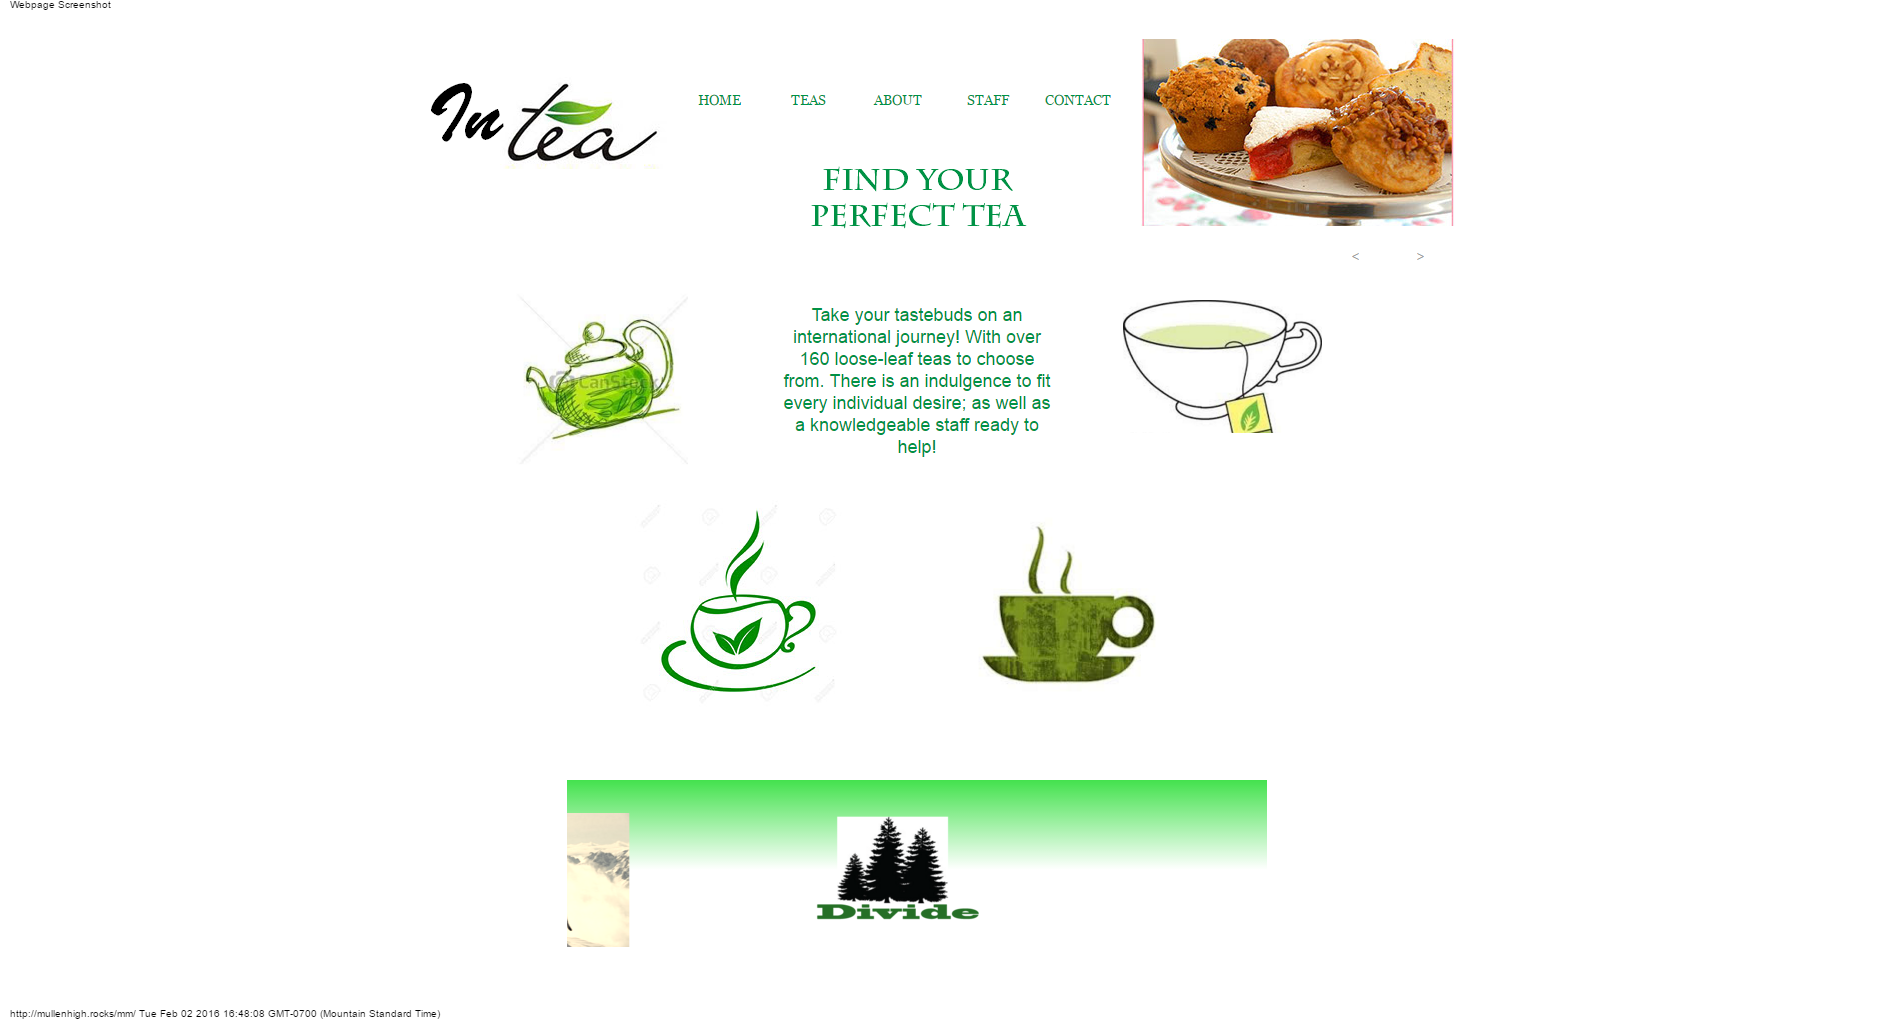 Webpage Screenshot
In tea
HOME TEAS ABOUT STAFF CONTACT
FIND YOUR
PERFECT TEA
< >
Take your tastebuds on an
international journey! With over
160 loose-leaf teas to choose
from. There is an indulgence to fit
every individual desire; as well as
a knowledgeable staff ready to
help!
Divide
http://mullenhigh.rocks/mm/ Tue Feb 02 2016 16:48:08 GMT-0700 (Mountain Standard Time)